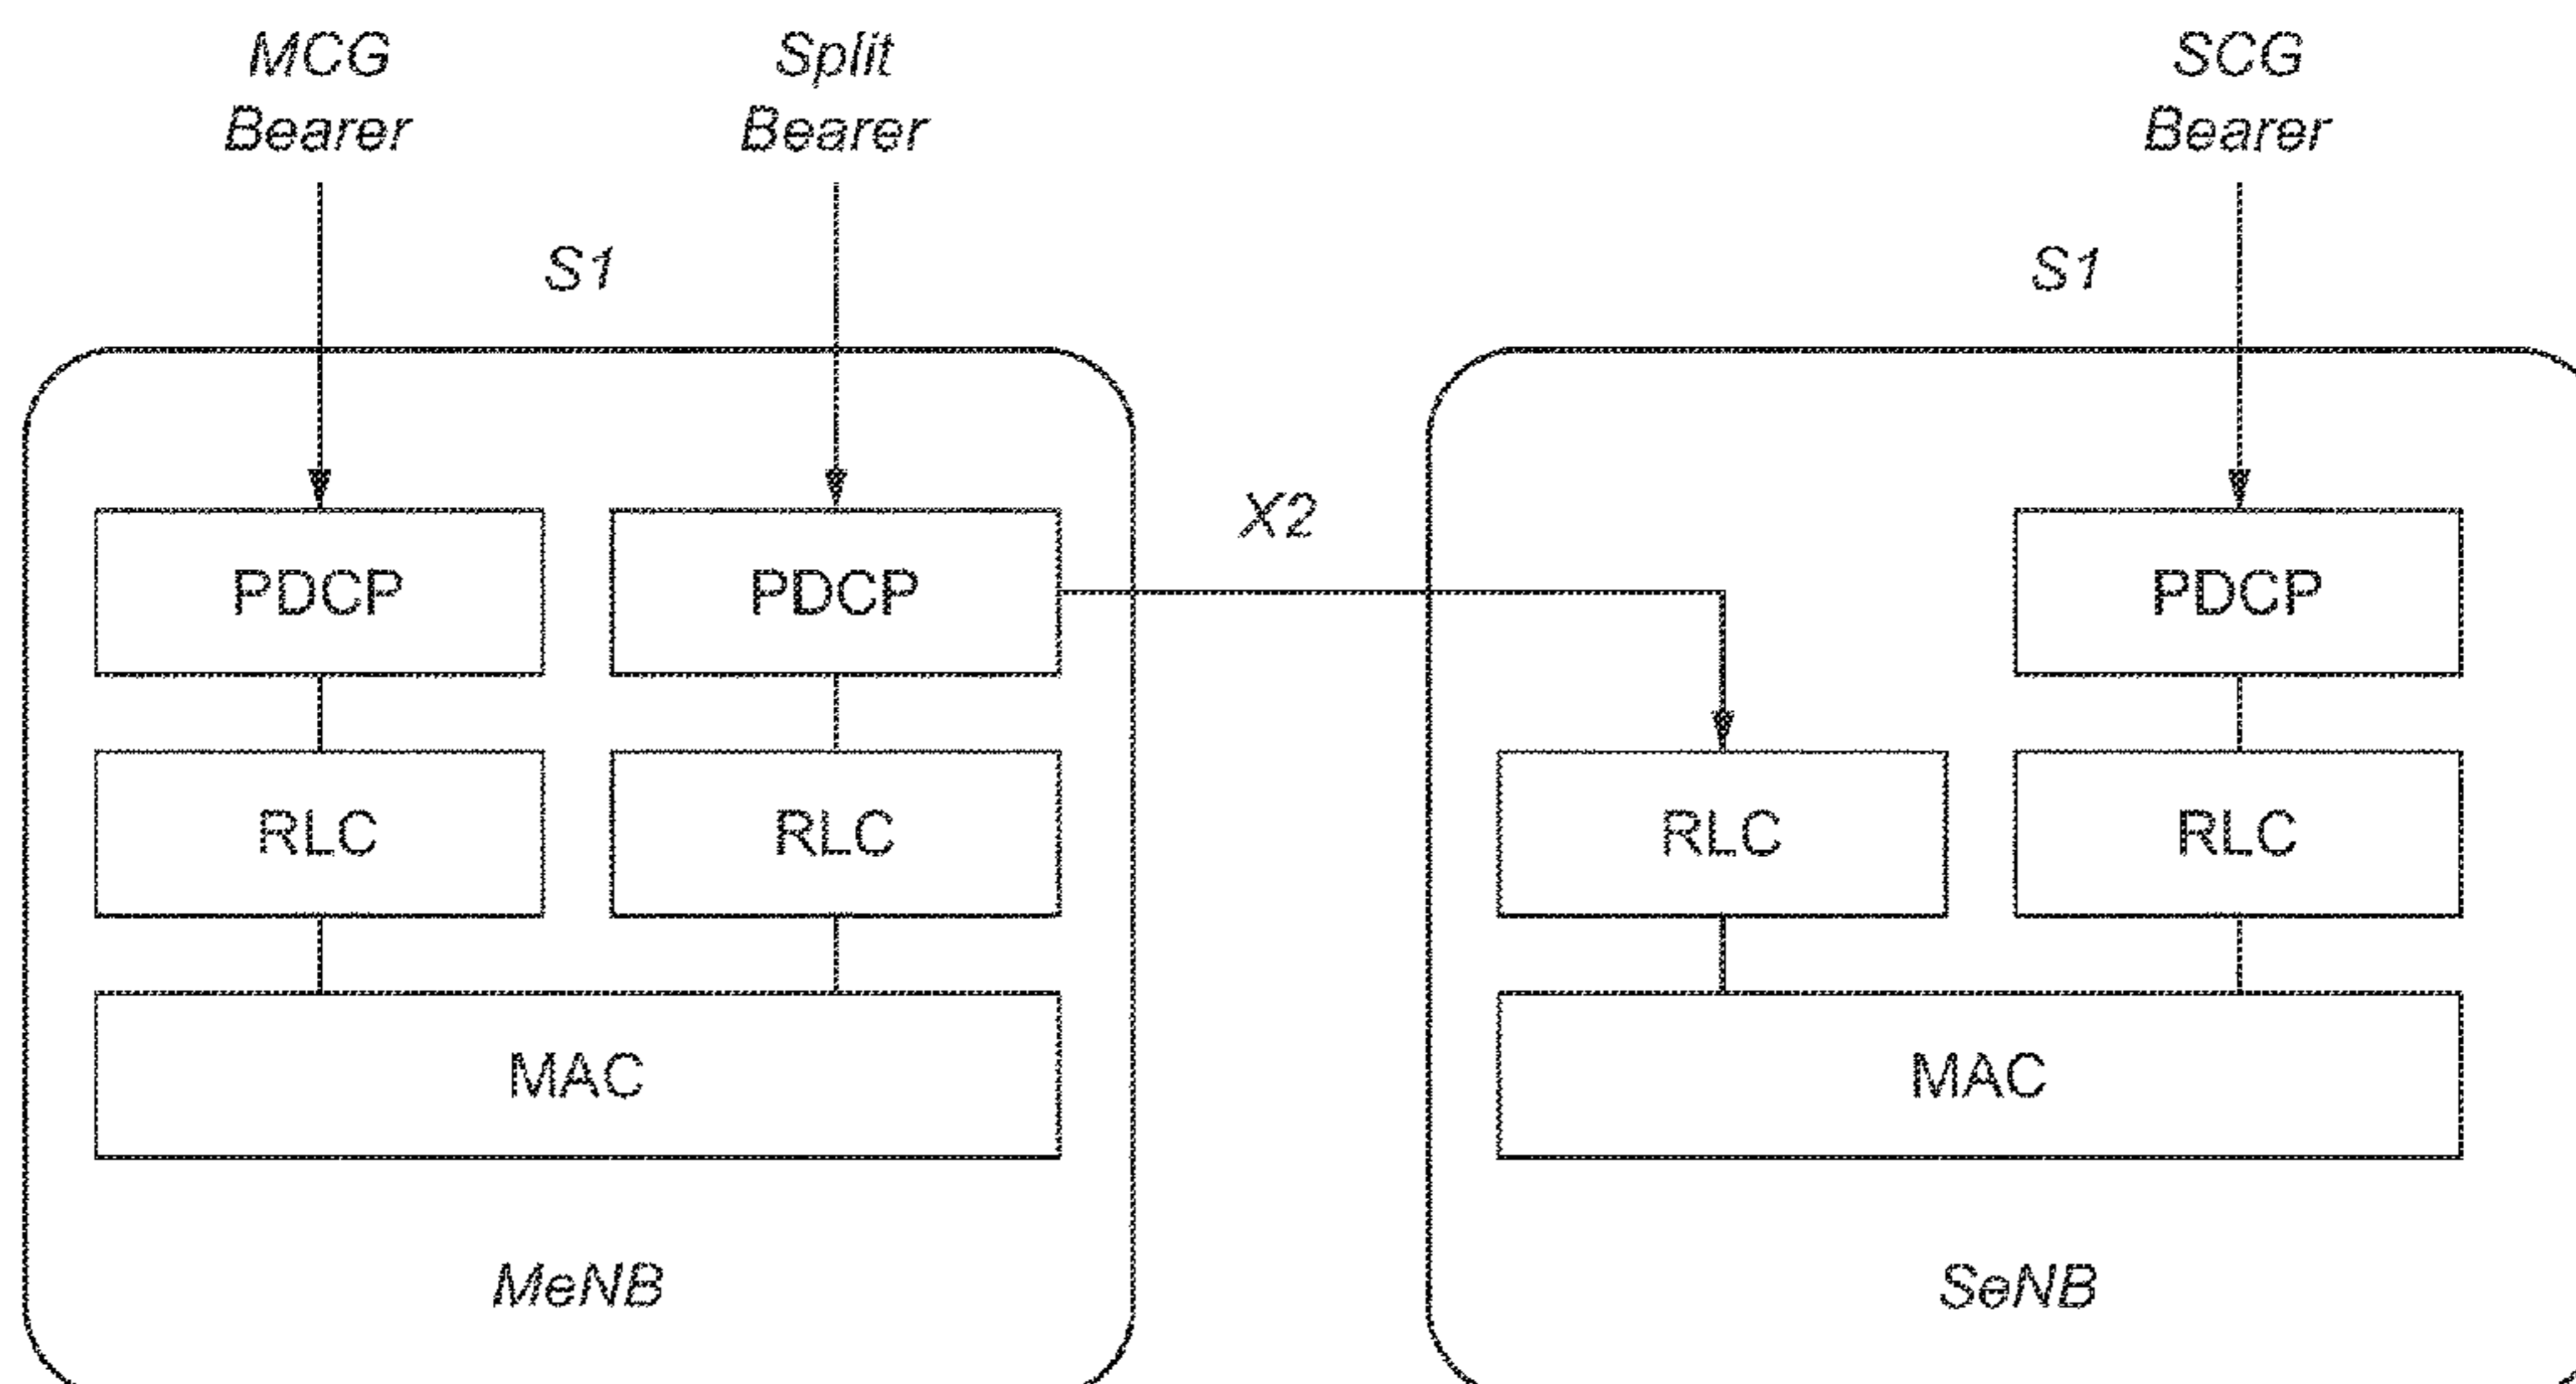 MCG
Bearer
Split
Bearer
SCG
Bearer
S1
S1
X2
PDCP
PDCP
PDCP
RLC
RLC
RLC
RLC
MAC
MAC
MeNB
SeNB